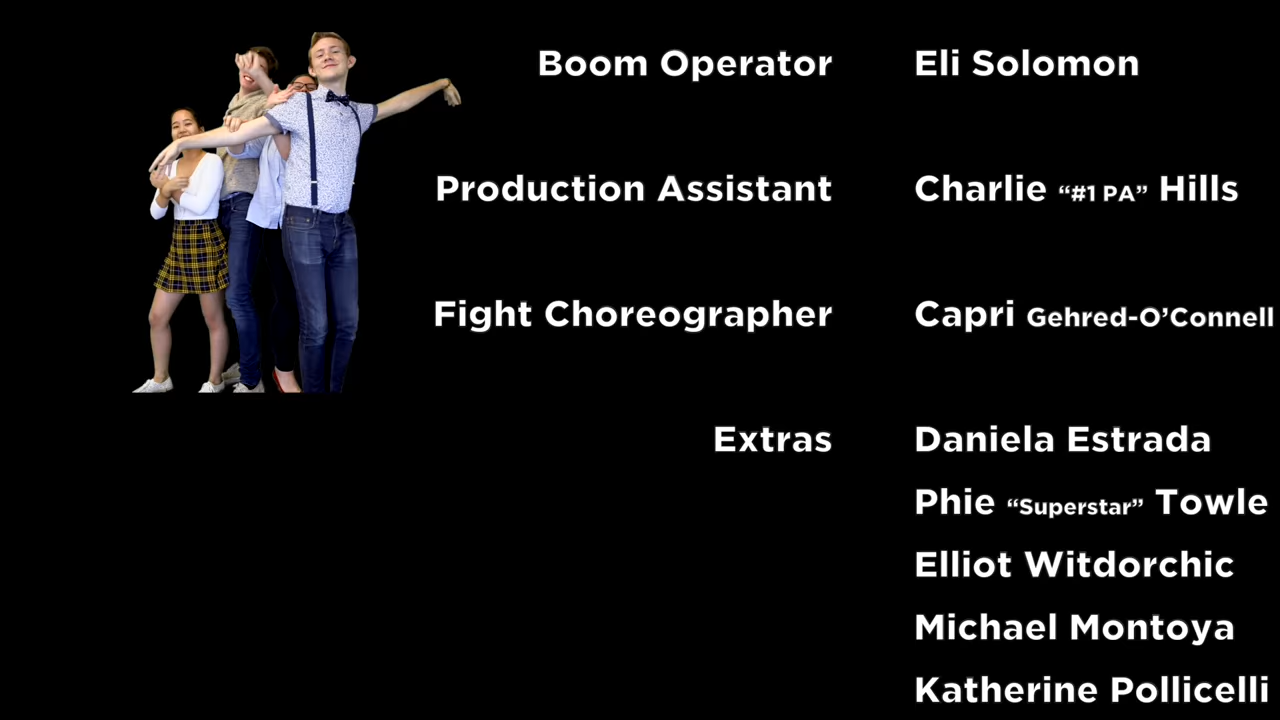 Boom Operator Eli Solomon
Production Assistant Charlie “#1 PA” Hills
Fight Choreographer Capri Gehred-O’Connell
Extras Daniela Estrada
Phie “Superstar” Towle
Elliot Witdorchic
Michael Montoya
Katherine Pollicelli